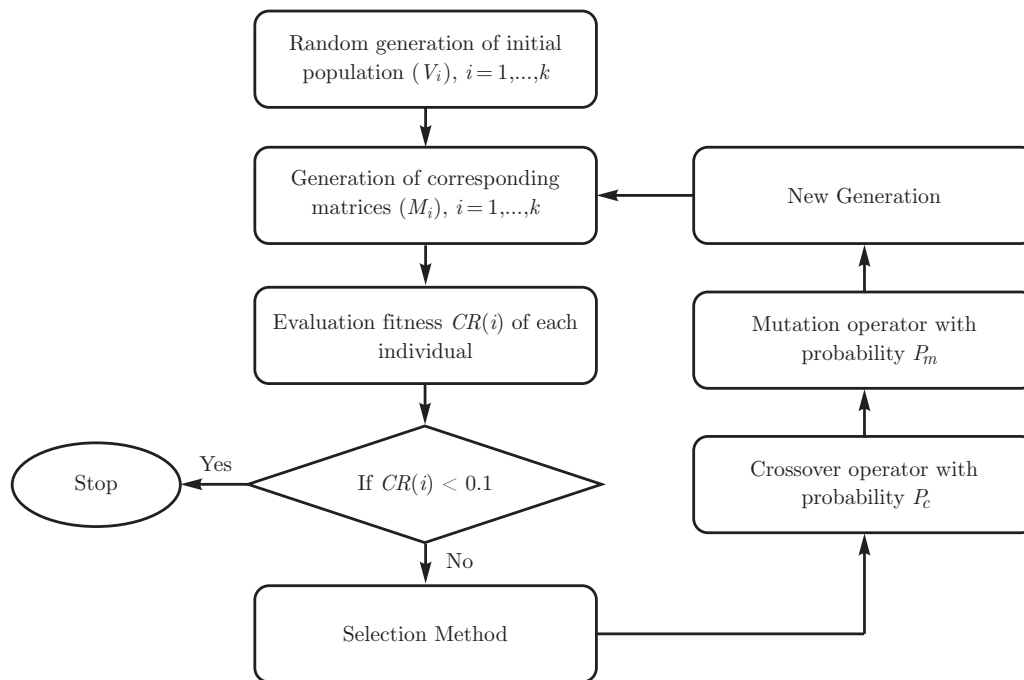 Random generation of initial
population (V_i), i = 1,...,k
Generation of corresponding
matrices (M_i), i = 1,...,k
New Generation
Evaluation fitness CR(i) of each
individual
Mutation operator with
probability P_m
If CR(i) < 0.1
Yes
Stop
No
Crossover operator with
probability P_c
Selection Method